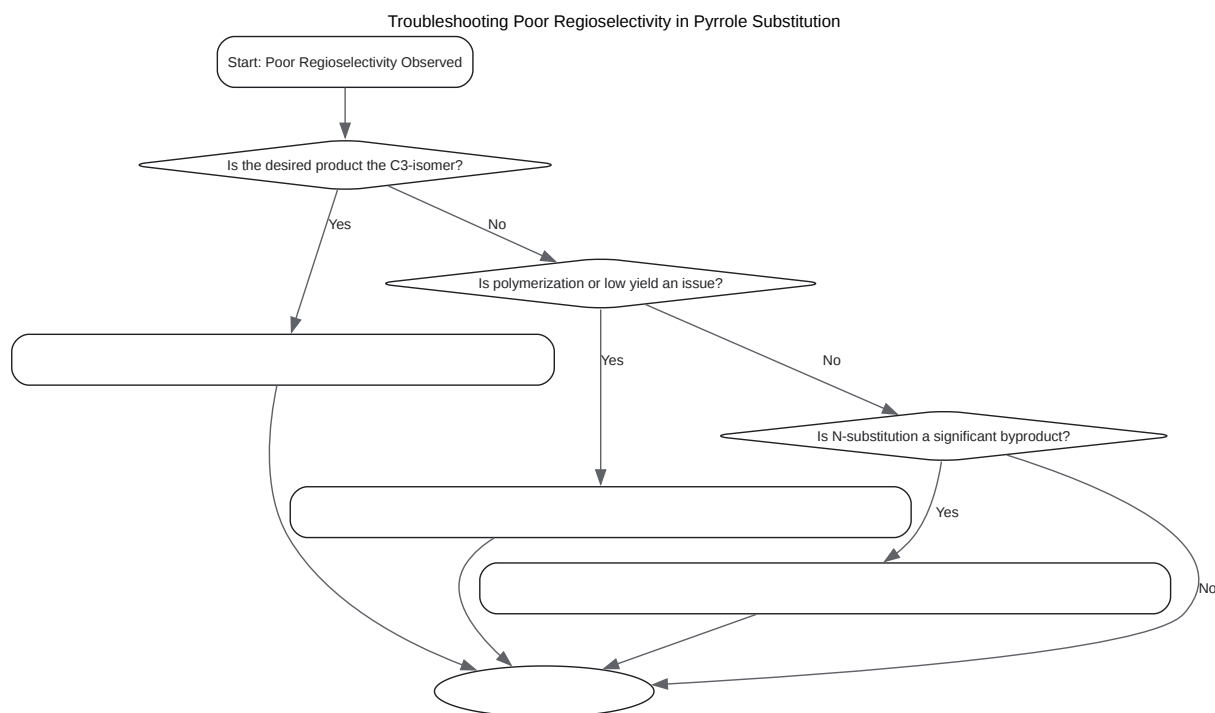 Troubleshooting Poor Regioselectivity in Pyrrole Substitution
Start: Poor Regioselectivity Observed
Is the desired product the C3-isomer?
Yes
No
Is polymerization or low yield an issue?
Yes
No
Is N-substitution a significant byproduct?
Yes
No